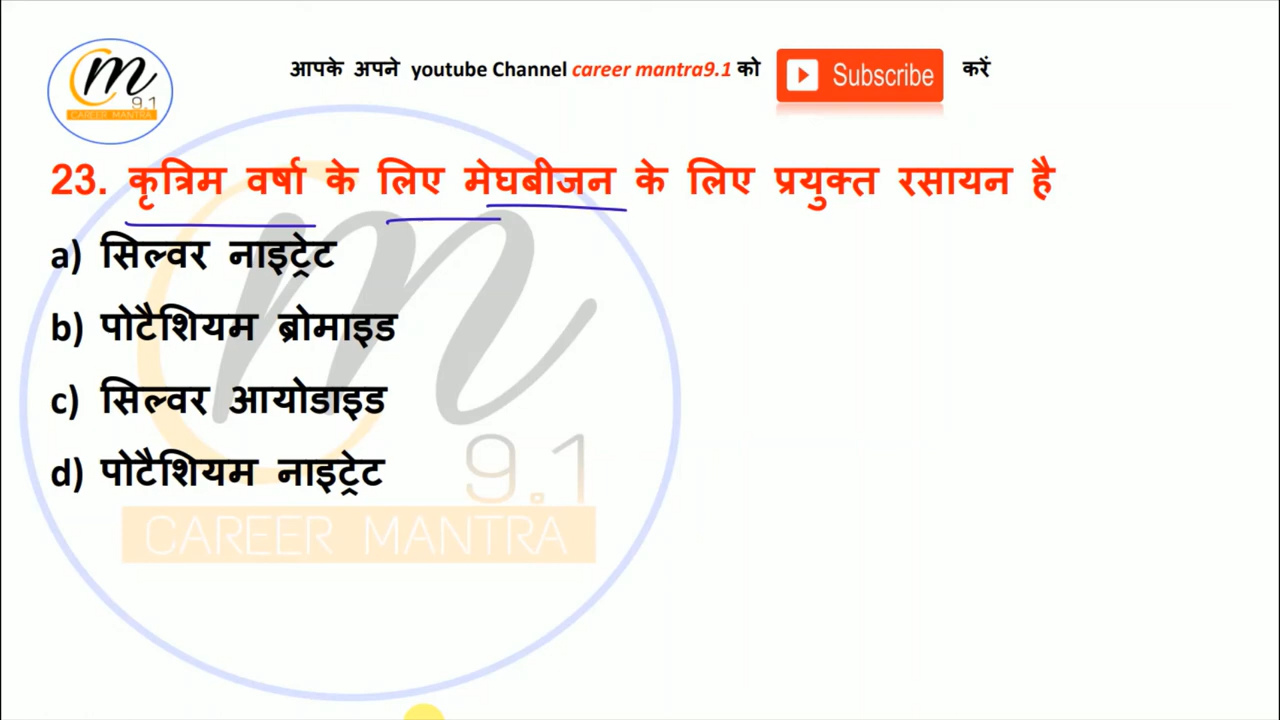 m
9.1
CAREER MANTRA
आपके अपने youtube Channel career mantra9.1 को Subscribe करें
23. कृत्रिम वर्षा के लिए मेघबीजन के लिए प्रयुक्त रसायन है
a) सिल्वर नाइट्रेट
b) पोटैशियम ब्रोमाइड
c) सिल्वर आयोडाइड
d) पोटैशियम नाइट्रेट
m
9.1
CAREER MANTRA